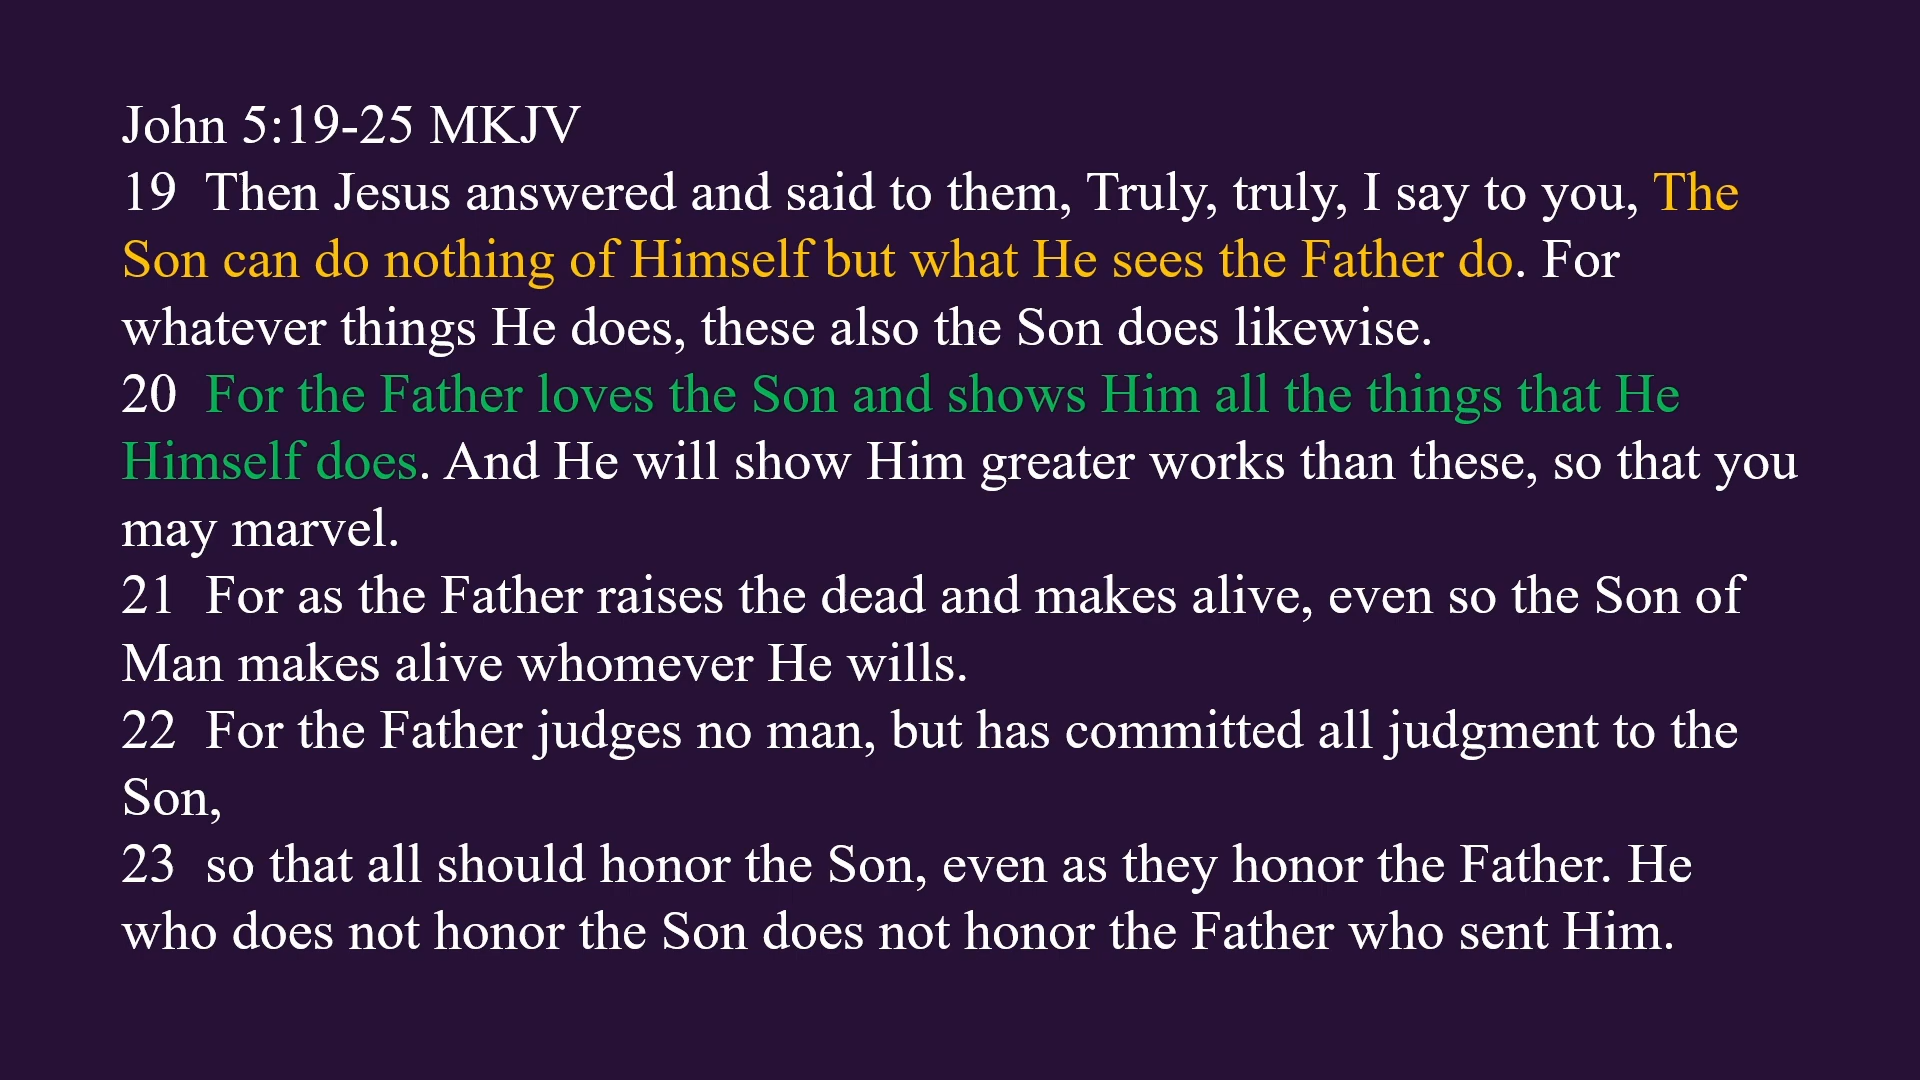 John 5:19-25 MKJV
19  Then Jesus answered and said to them, Truly, truly, I say to you, The
Son can do nothing of Himself but what He sees the Father do. For
whatever things He does, these also the Son does likewise.
20  For the Father loves the Son and shows Him all the things that He
Himself does. And He will show Him greater works than these, so that you
may marvel.
21  For as the Father raises the dead and makes alive, even so the Son of
Man makes alive whomever He wills.
22  For the Father judges no man, but has committed all judgment to the
Son,
23  so that all should honor the Son, even as they honor the Father. He
who does not honor the Son does not honor the Father who sent Him.